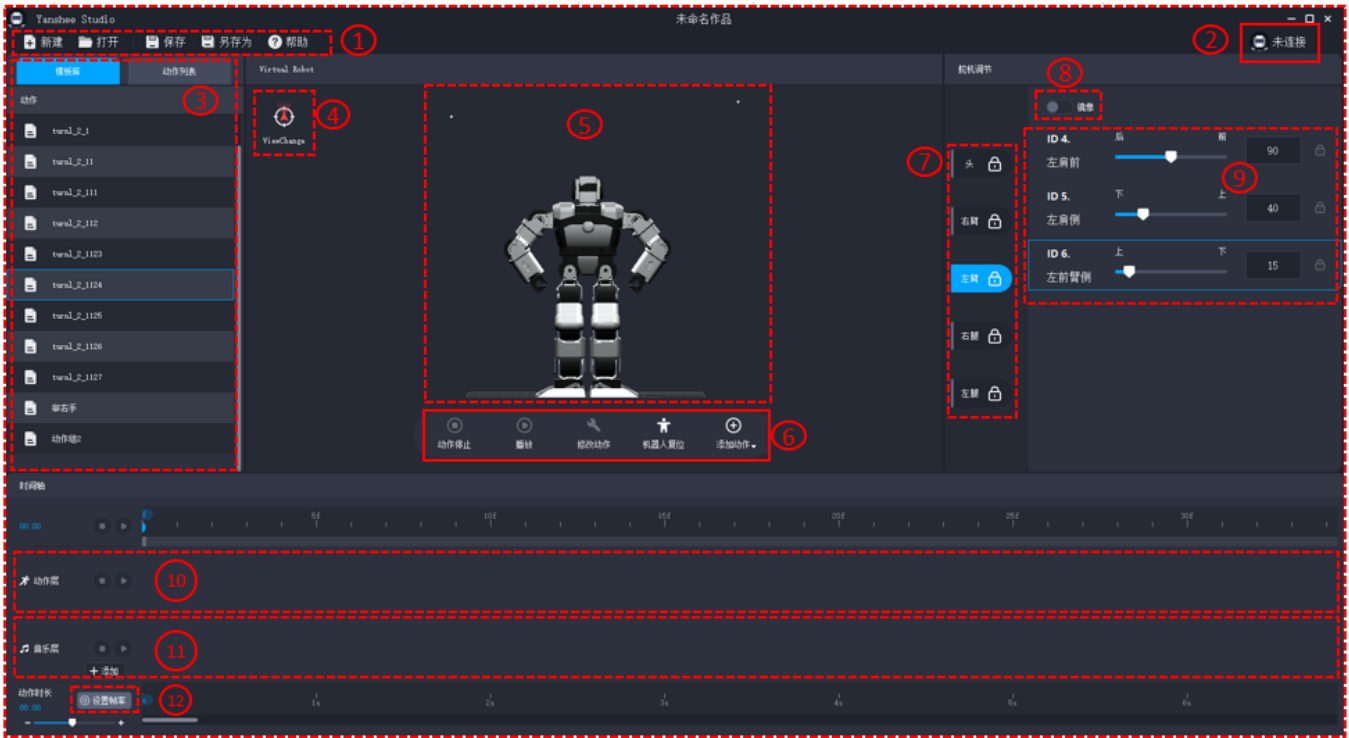 Yanshee Studio
未命名作品
新建 打开 保存 另存为 帮助 ①
② 未连接
模板库 动作列表
Virtual Robot
舵机调节
动作
③
turnl_2_1
turnl_2_11
turnl_2_111
turnl_2_112
turnl_2_1123
turnl_2_1124
turnl_2_1125
turnl_2_1126
turnl_2_1127
举右手
动作组2
④
ViewChange
⑤
动作停止 播放 修改动作 机器人复位 添加动作 ⑥
⑦
头
右臂
左臂
右腿
左腿
⑧
镜像
ID 4. 后 前 90
左肩前
⑨
ID 5. 下 上 40
左肩侧
ID 6. 上 下 15
左前臂侧
时间轴
00:00
5f 10f 15f 20f 25f 30f
动作层 ⑩
音乐层 ⑪
+ 添加
动作时长
00:00
设置帧率 ⑫
1s 2s 3s 4s 5s 6s
− +